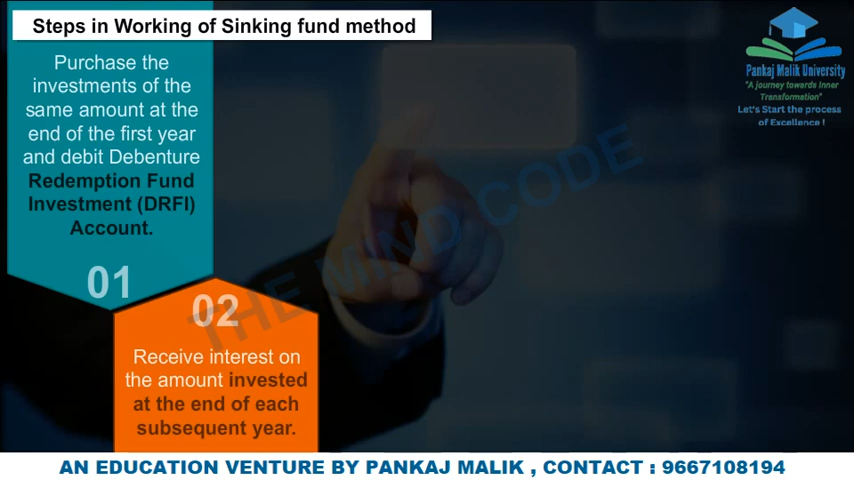 Steps in Working of Sinking fund method
Purchase the
investments of the
same amount at the
end of the first year
and debit Debenture
Redemption Fund
Investment (DRFI)
Account.
01
02
Receive interest on
the amount invested
at the end of each
subsequent year.
THE MIND CODE
Pankaj Malik University
"A journey towards Inner
Transformation"
Let's Start the process
of Excellence !
AN EDUCATION VENTURE BY PANKAJ MALIK , CONTACT : 9667108194